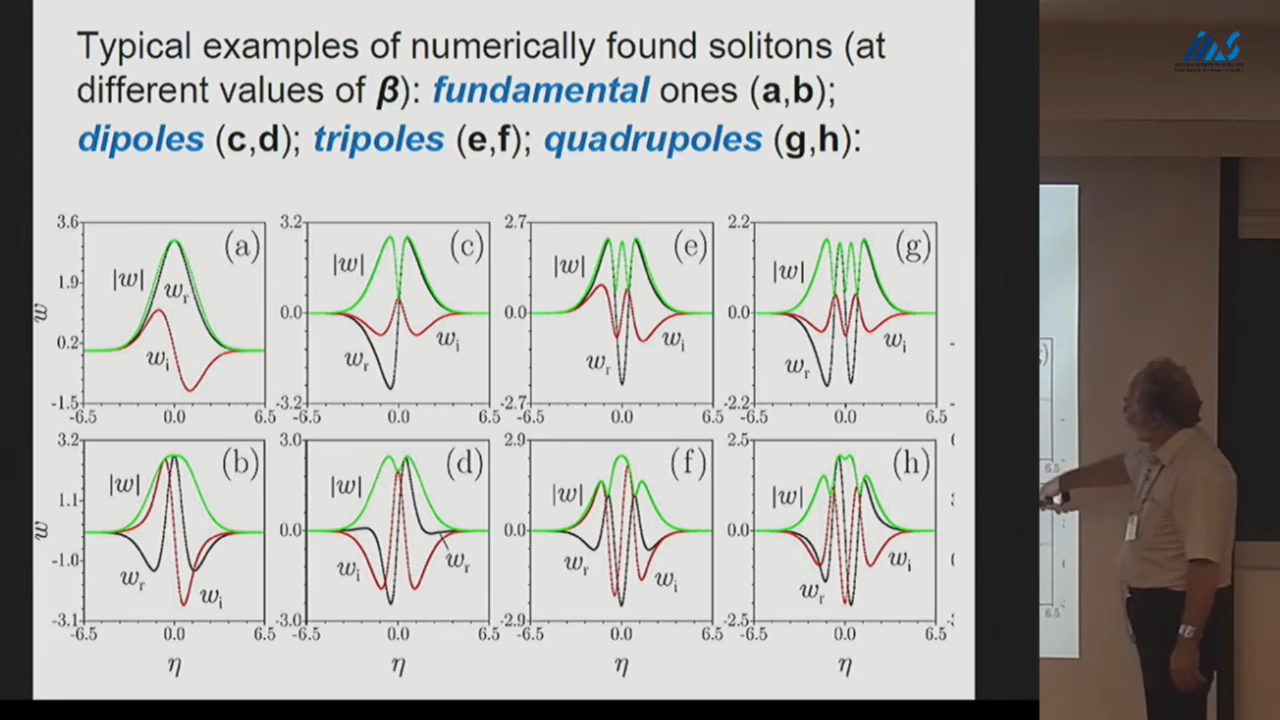 Typical examples of numerically found solitons (at
different values of β): fundamental ones (a,b);
dipoles (c,d); tripoles (e,f); quadrupoles (g,h):
3.6 3.2 2.7 2.2
(a) (c) (e) (g)
|w| w_r |w| |w| |w|
1.9
w
0.0 0.0 0.0
0.2
w_i w_r w_i w_r w_i w_r w_i
-1.5 -3.2 -2.7 -2.2
-6.5 0.0 6.5 -6.5 0.0 6.5 -6.5 0.0 6.5 -6.5 0.0 6.5
3.2 3.0 2.9 2.5
(b) (d) (f) (h)
|w| |w| |w| |w|
1.1
w
0.0 0.0 0.0
-1.0
w_r w_i w_i w_r w_r w_i w_r w_i
-3.1 -3.0 -2.9 -2.5
-6.5 0.0 6.5 -6.5 0.0 6.5 -6.5 0.0 6.5 -6.5 0.0 6.5
η η η η
ims
6.5
6.5